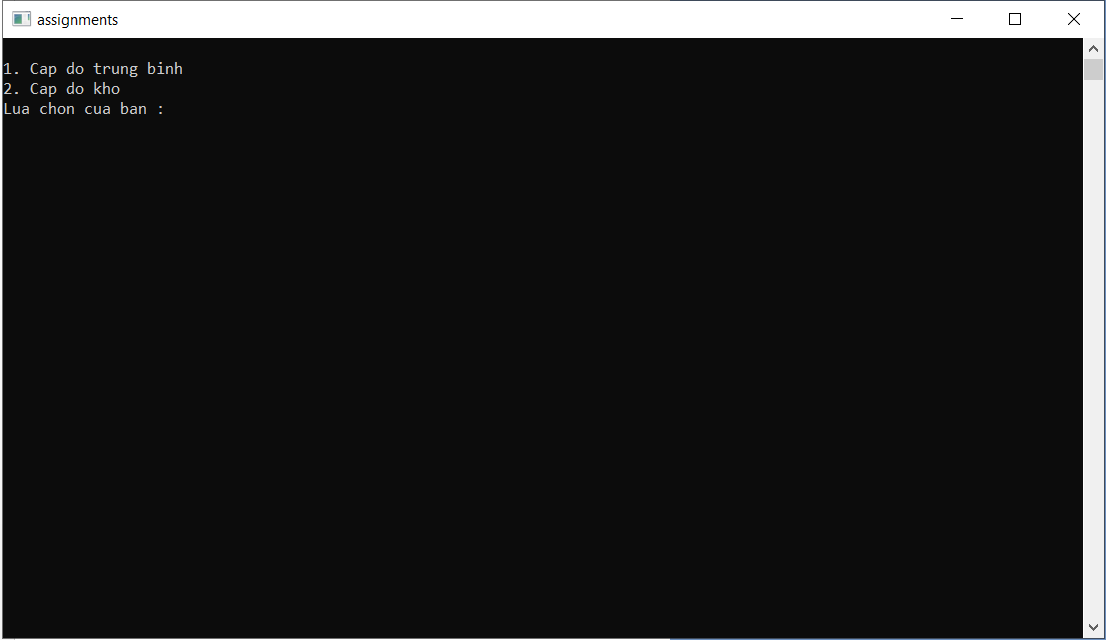 assignments
1. Cap do trung binh
2. Cap do kho
Lua chon cua ban :